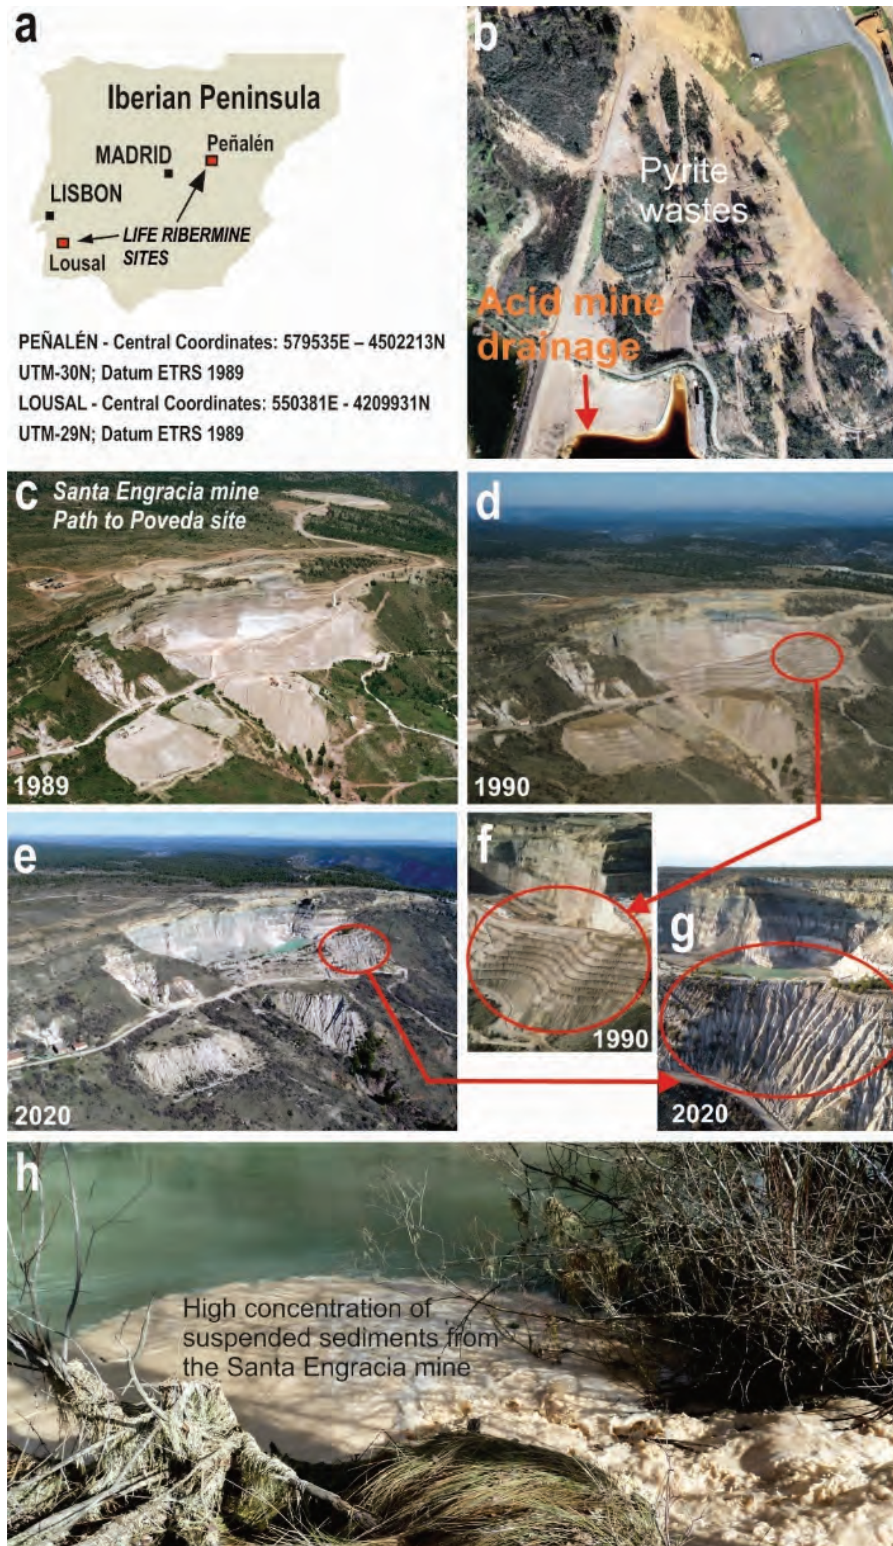 a
Iberian Peninsula
Peñalén
MADRID
LISBON
LIFE RIBERMINE
SITES
Lousal
PEÑALÉN - Central Coordinates: 579535E – 4502213N
UTM-30N; Datum ETRS 1989
LOUSAL - Central Coordinates: 550381E - 4209931N
UTM-29N; Datum ETRS 1989
b
Pyrite
wastes
Acid mine
drainage
c
Santa Engracia mine
Path to Poveda site
1989
d
1990
e
2020
f
1990
g
2020
h
High concentration of
suspended sediments from
the Santa Engracia mine